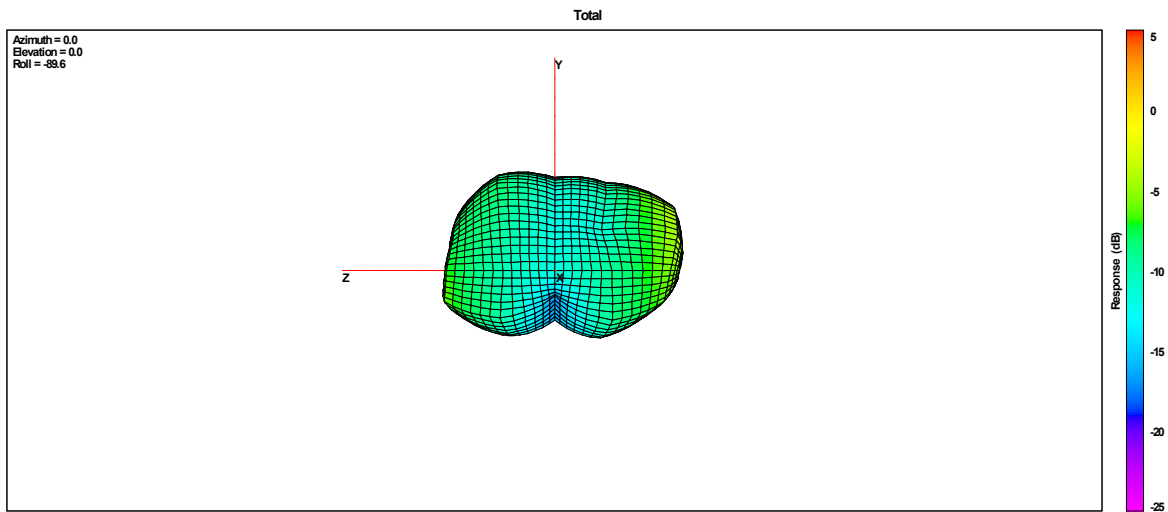 Total
Azimuth = 0.0
Elevation = 0.0
Roll = -89.6
Y
Z
X
5
0
-5
-10
-15
-20
-25
Response (dB)